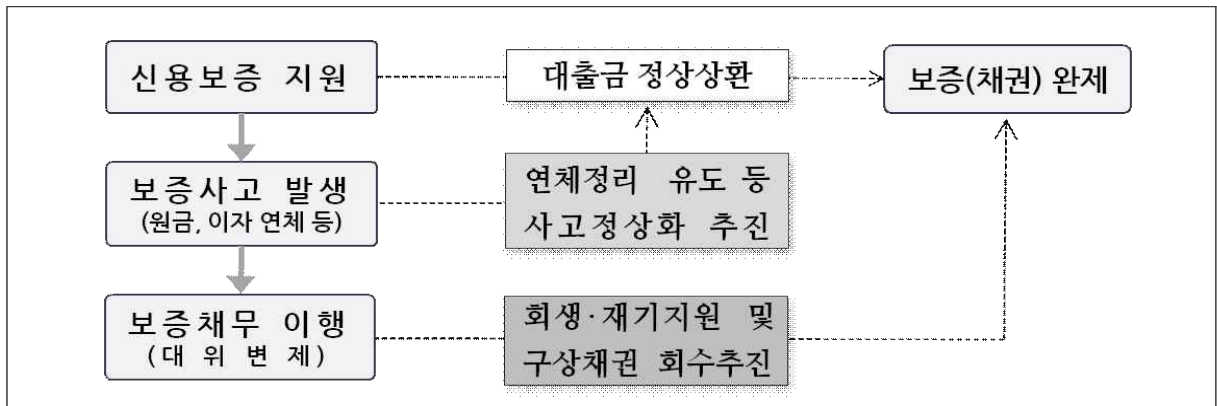 신용보증 지원
대출금 정상상환
보증(채권) 완제
보증사고 발생
(원금, 이자 연체 등)
연체정리 유도 등
사고정상화 추진
보증채무 이행
(대 위 변 제)
회생·재기지원 및
구상채권 회수추진